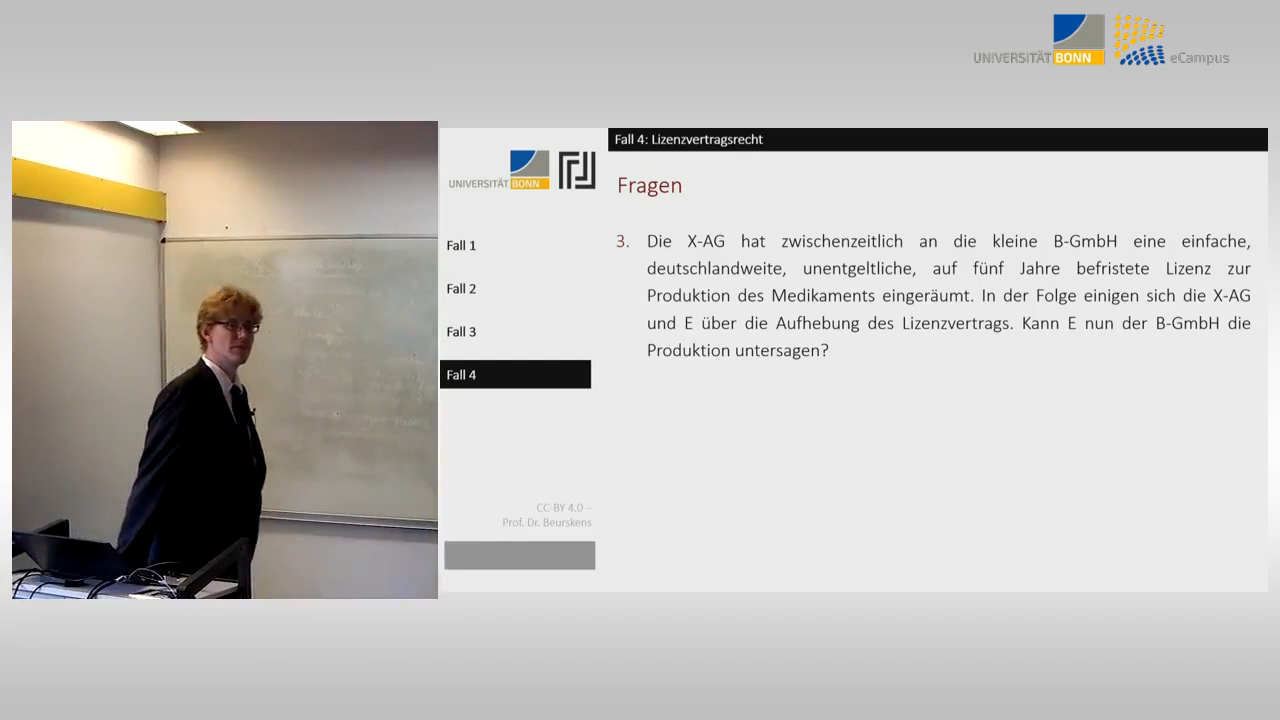 UNIVERSITÄT BONN
eCampus
UNIVERSITÄT BONN
Fall 1
Fall 2
Fall 3
Fall 4
CC-BY 4.0 –
Prof. Dr. Beurskens
Fall 4: Lizenzvertragsrecht
Fragen
3. Die X-AG hat zwischenzeitlich an die kleine B-GmbH eine einfache,
deutschlandweite, unentgeltliche, auf fünf Jahre befristete Lizenz zur
Produktion des Medikaments eingeräumt. In der Folge einigen sich die X-AG
und E über die Aufhebung des Lizenzvertrags. Kann E nun der B-GmbH die
Produktion untersagen?